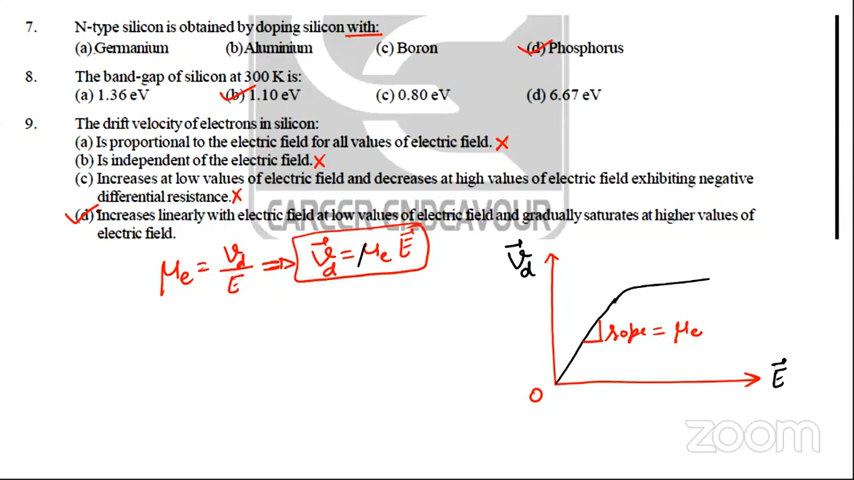 7. N-type silicon is obtained by doping silicon with:
(a) Germanium (b) Aluminium (c) Boron (d) Phosphorus
8. The band-gap of silicon at 300 K is:
(a) 1.36 eV (b) 1.10 eV (c) 0.80 eV (d) 6.67 eV
9. The drift velocity of electrons in silicon:
(a) Is proportional to the electric field for all values of electric field. ×
(b) Is independent of the electric field. ×
(c) Increases at low values of electric field and decreases at high values of electric field exhibiting negative
differential resistance. ×
(d) Increases linearly with electric field at low values of electric field and gradually saturates at higher values of
electric field.
CAREER ENDEAVOUR
μe = vd/E ⇒ v⃗d = μe E⃗
v⃗d
slope = μe
E⃗
O
zoom